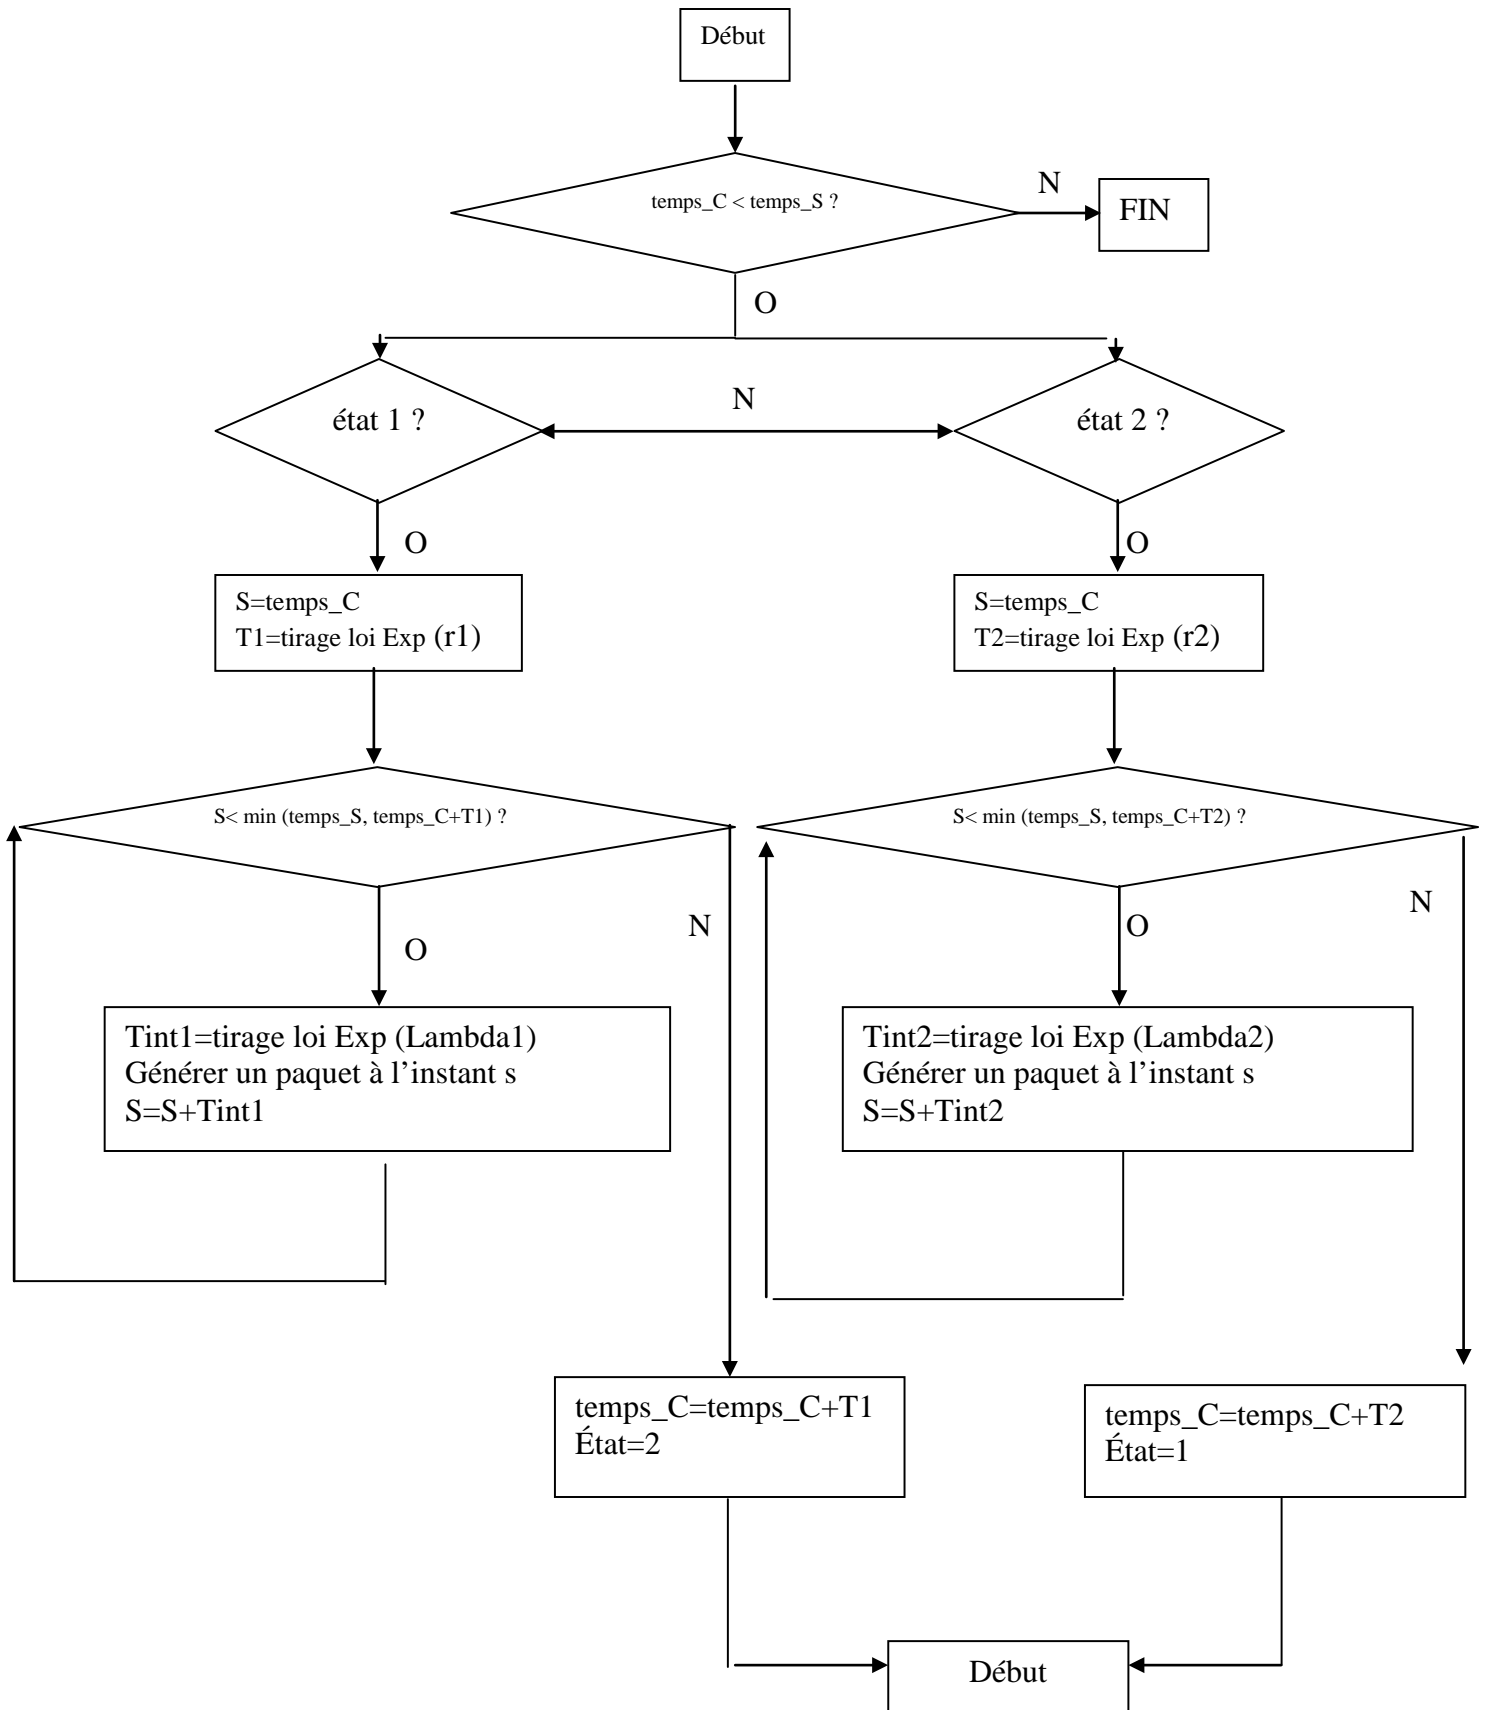 Début
temps_C < temps_S ?
N
FIN
O
état 1 ?
N
état 2 ?
O
O
S=temps_C
T1=tirage loi Exp (r1)
S=temps_C
T2=tirage loi Exp (r2)
S< min (temps_S, temps_C+T1) ?
S< min (temps_S, temps_C+T2) ?
N
O
N
O
Tint1=tirage loi Exp (Lambda1)
Générer un paquet à l’instant s
S=S+Tint1
Tint2=tirage loi Exp (Lambda2)
Générer un paquet à l’instant s
S=S+Tint2
temps_C=temps_C+T1
État=2
temps_C=temps_C+T2
État=1
Début